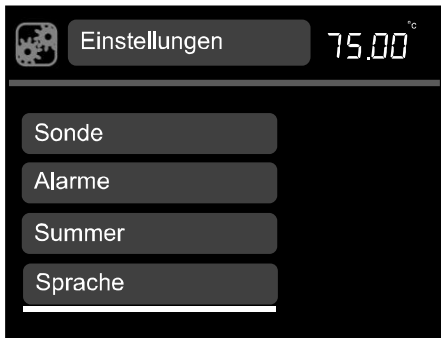 Einstellungen 75.00 °c
Sonde
Alarme
Summer
Sprache